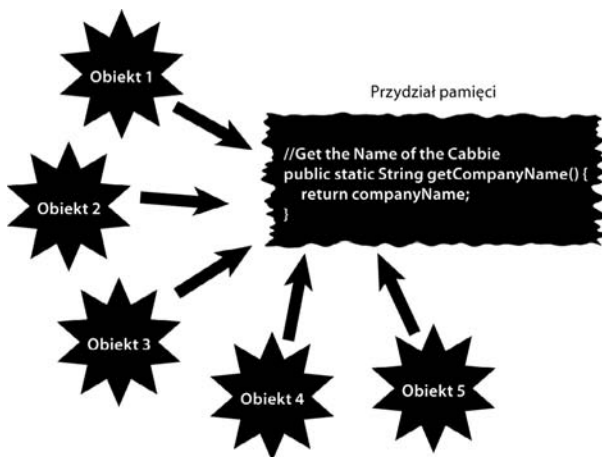 Obiekt 1
Przydział pamięci
//Get the Name of the Cabbie
public static String getCompanyName() {
return companyName;
}
Obiekt 2
Obiekt 3
Obiekt 4
Obiekt 5